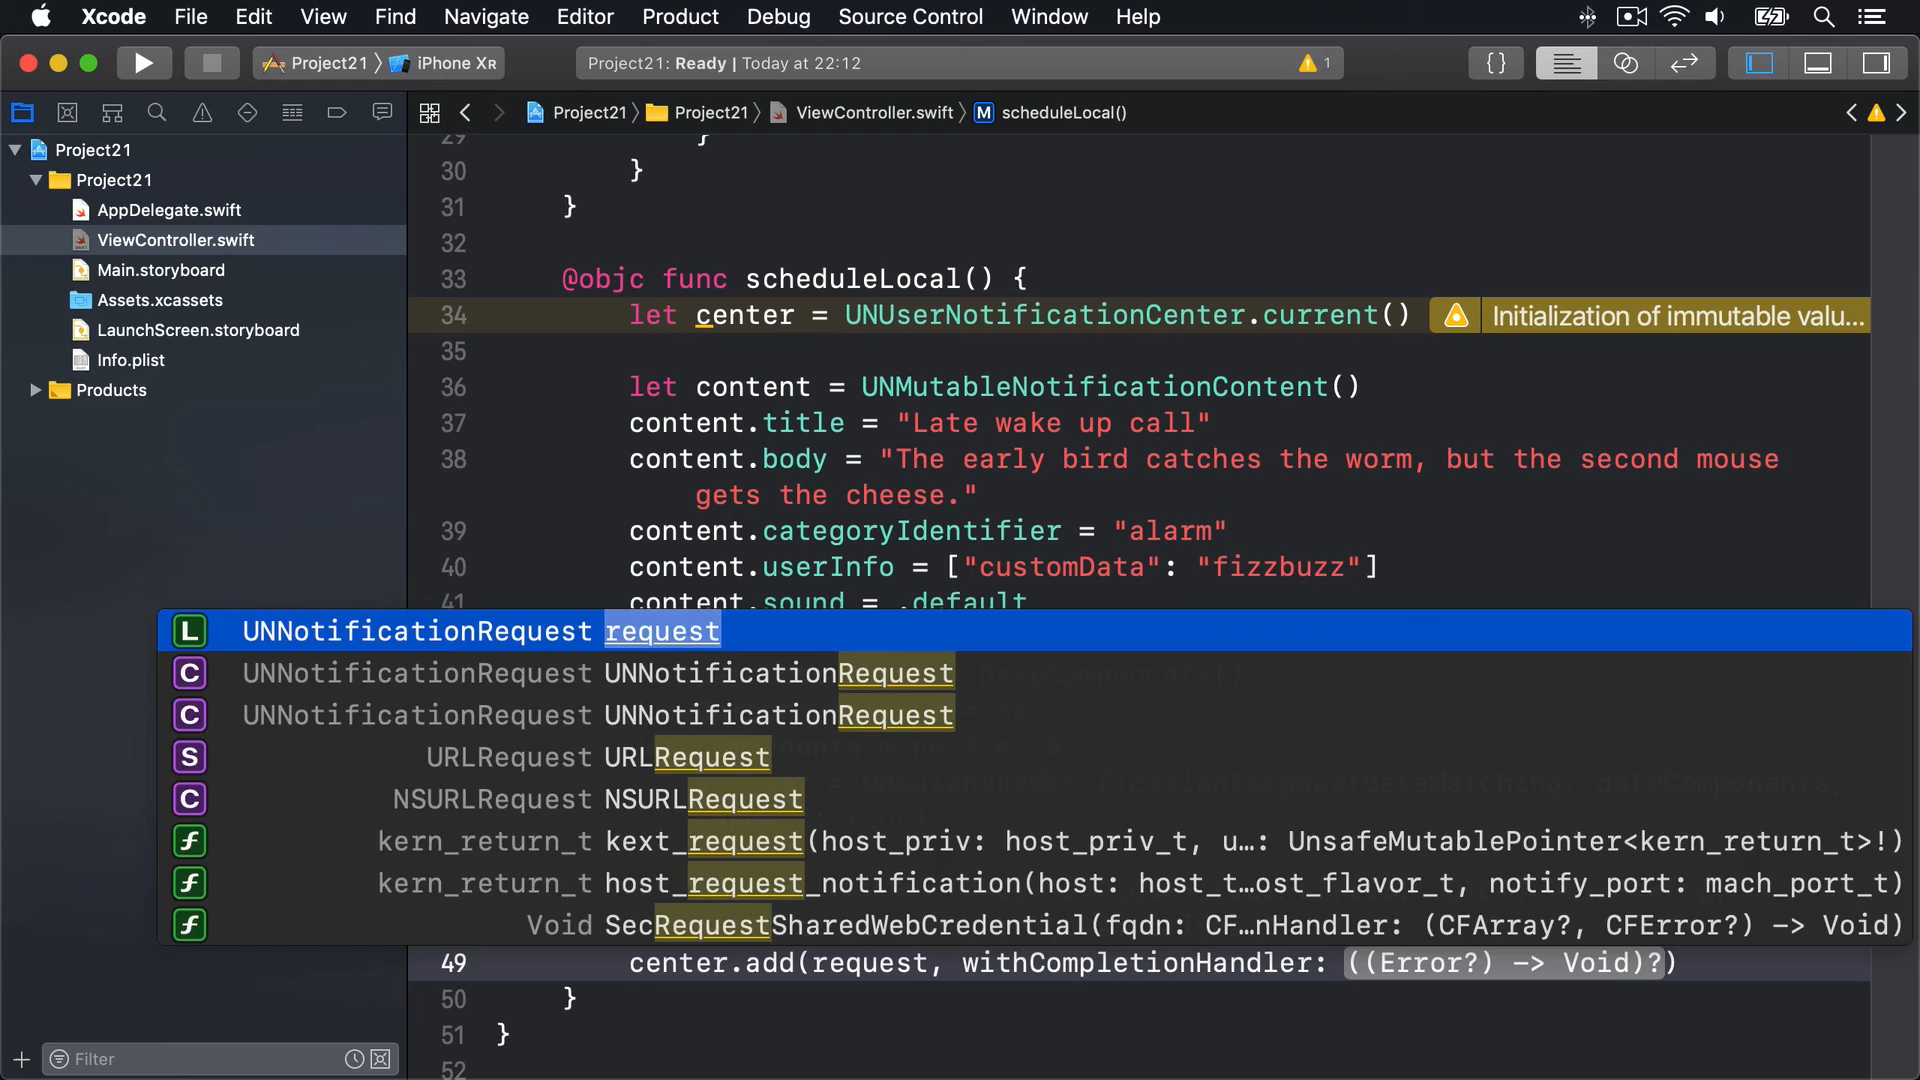 Xcode File Edit View Find Navigate Editor Product Debug Source Control Window Help
Project21 iPhone XR Project21: Ready | Today at 22:12 1 {}
Project21 Project21 ViewController.swift M scheduleLocal()
Project21
Project21
AppDelegate.swift
ViewController.swift
Main.storyboard
Assets.xcassets
LaunchScreen.storyboard
Info.plist
Products
29 }
30 }
31 }
32
33 @objc func scheduleLocal() {
34 let center = UNUserNotificationCenter.current() Initialization of immutable valu...
35
36 let content = UNMutableNotificationContent()
37 content.title = "Late wake up call"
38 content.body = "The early bird catches the worm, but the second mouse
gets the cheese."
39 content.categoryIdentifier = "alarm"
40 content.userInfo = ["customData": "fizzbuzz"]
41 content.sound = .default
L UNNotificationRequest request
C UNNotificationRequest UNNotificationRequest
C UNNotificationRequest UNNotificationRequest
S URLRequest URLRequest
C NSURLRequest NSURLRequest
f kern_return_t kext_request(host_priv: host_priv_t, u...: UnsafeMutablePointer<kern_return_t>!)
f kern_return_t host_request_notification(host: host_t...ost_flavor_t, notify_port: mach_port_t)
f Void SecRequestSharedWebCredential(fqdn: CF...nHandler: (CFArray?, CFError?) -> Void)
49 center.add(request, withCompletionHandler: ((Error?) -> Void)?)
50 }
51 }
52
Filter